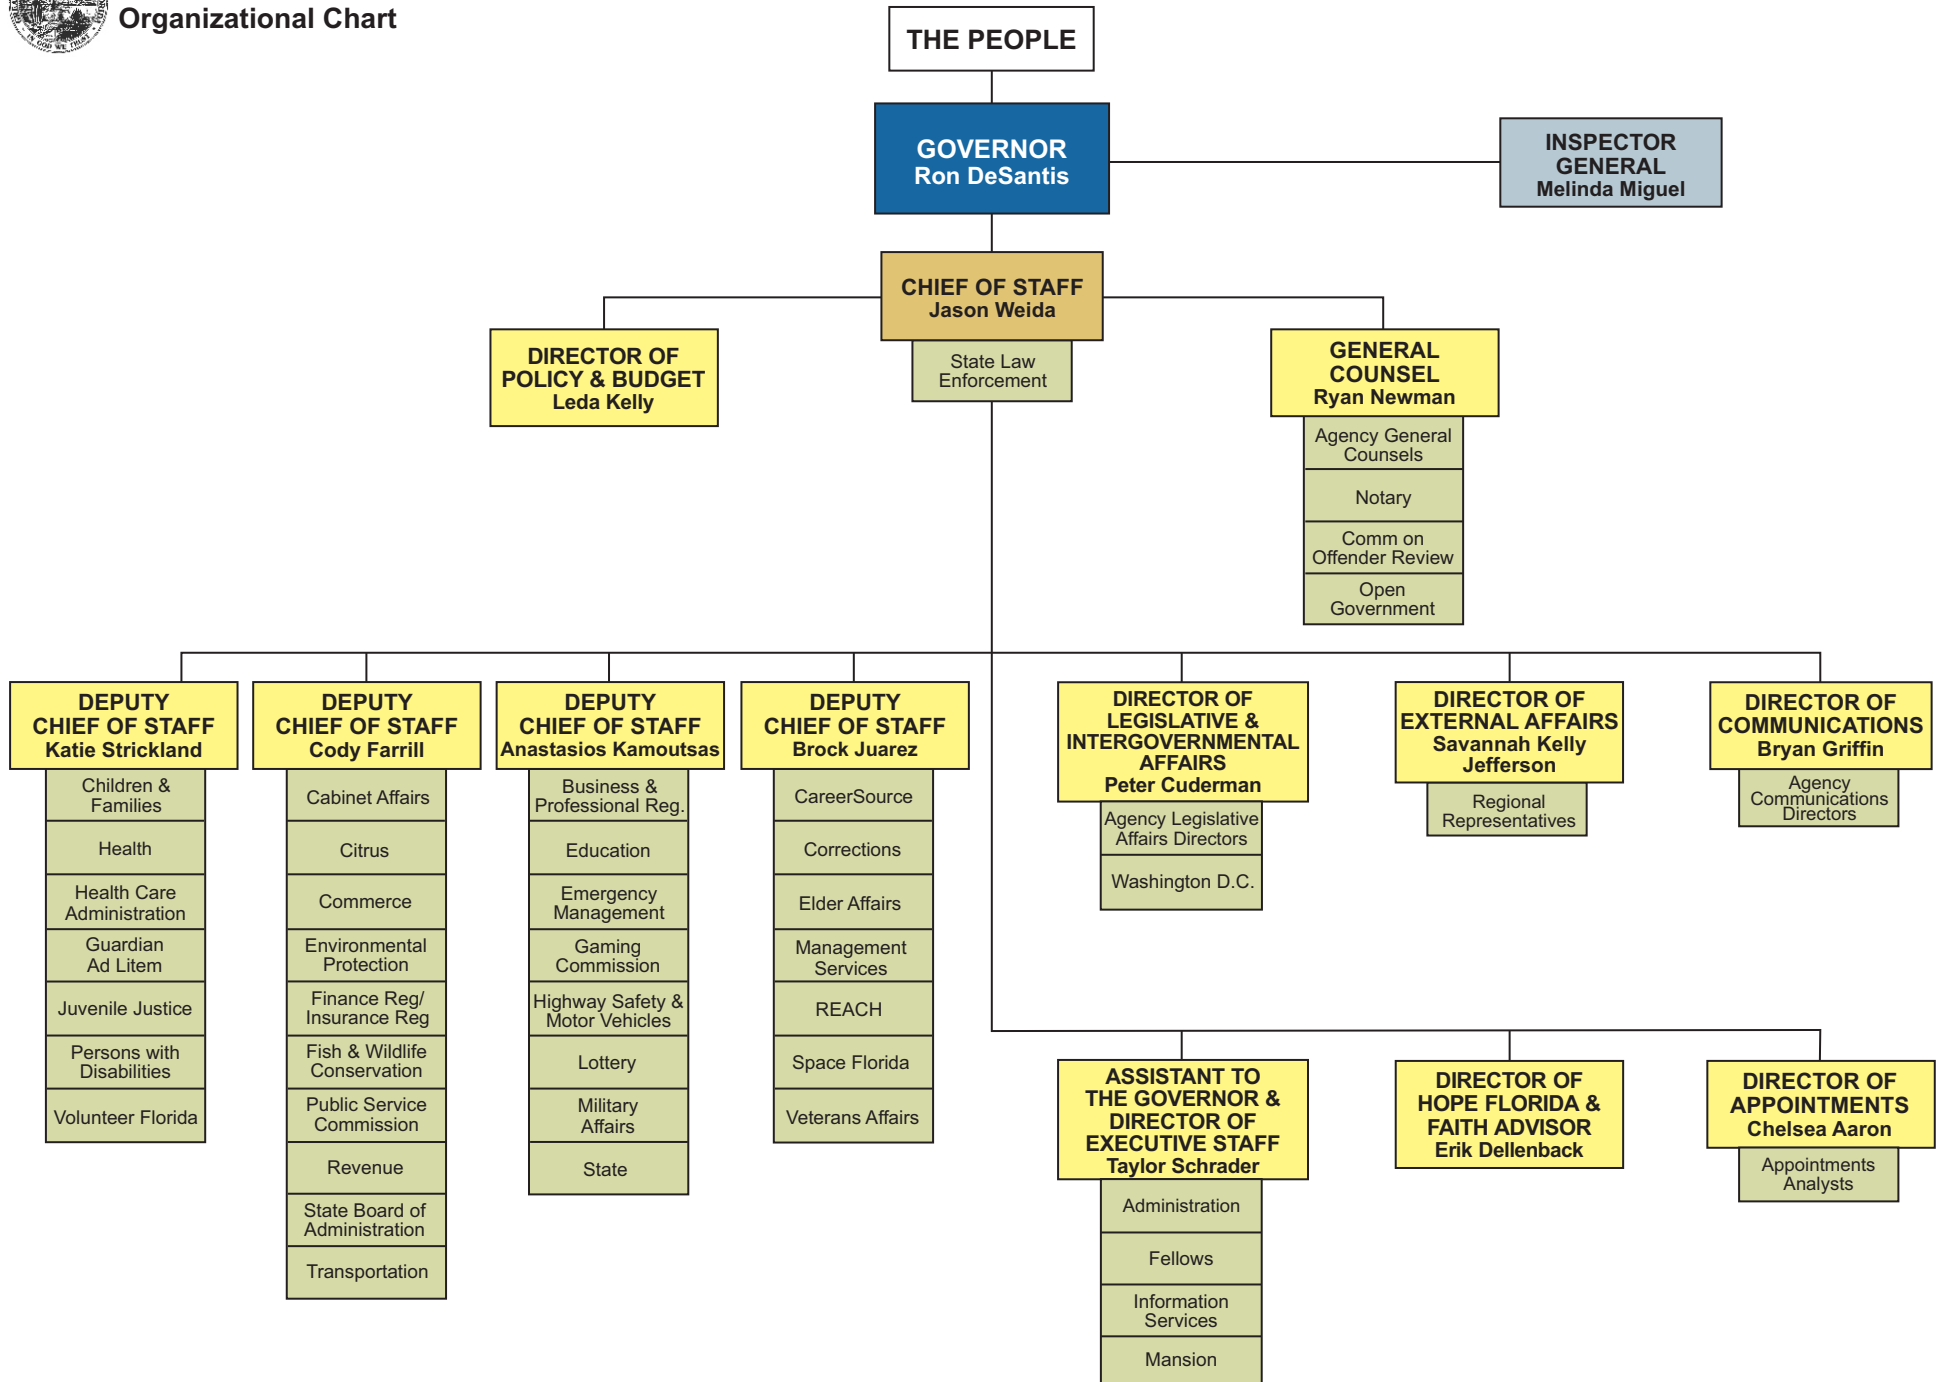 IN GOD WE TRUST
Organizational Chart
THE PEOPLE
GOVERNOR
Ron DeSantis
INSPECTOR
GENERAL
Melinda Miguel
CHIEF OF STAFF
Jason Weida
State Law
Enforcement
DIRECTOR OF
POLICY & BUDGET
Leda Kelly
GENERAL
COUNSEL
Ryan Newman
Agency General
Counsels
Notary
Comm on
Offender Review
Open
Government
DEPUTY
CHIEF OF STAFF
Katie Strickland
Children &
Families
Health
Health Care
Administration
Guardian
Ad Litem
Juvenile Justice
Persons with
Disabilities
Volunteer Florida
DEPUTY
CHIEF OF STAFF
Cody Farrill
Cabinet Affairs
Citrus
Commerce
Environmental
Protection
Finance Reg/
Insurance Reg
Fish & Wildlife
Conservation
Public Service
Commission
Revenue
State Board of
Administration
Transportation
DEPUTY
CHIEF OF STAFF
Anastasios Kamoutsas
Business &
Professional Reg.
Education
Emergency
Management
Gaming
Commission
Highway Safety &
Motor Vehicles
Lottery
Military
Affairs
State
DEPUTY
CHIEF OF STAFF
Brock Juarez
CareerSource
Corrections
Elder Affairs
Management
Services
REACH
Space Florida
Veterans Affairs
DIRECTOR OF
LEGISLATIVE &
INTERGOVERNMENTAL
AFFAIRS
Peter Cuderman
Agency Legislative
Affairs Directors
Washington D.C.
DIRECTOR OF
EXTERNAL AFFAIRS
Savannah Kelly
Jefferson
Regional
Representatives
DIRECTOR OF
COMMUNICATIONS
Bryan Griffin
Agency
Communications
Directors
ASSISTANT TO
THE GOVERNOR &
DIRECTOR OF
EXECUTIVE STAFF
Taylor Schrader
Administration
Fellows
Information
Services
Mansion
DIRECTOR OF
HOPE FLORIDA &
FAITH ADVISOR
Erik Dellenback
DIRECTOR OF
APPOINTMENTS
Chelsea Aaron
Appointments
Analysts